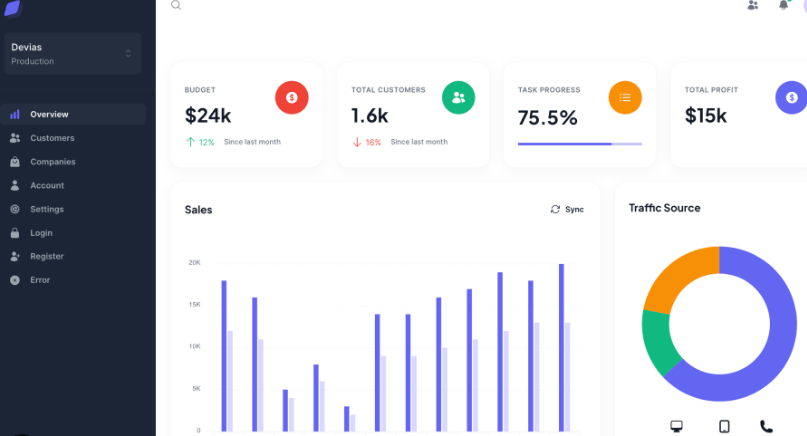 Devias
Production
Overview
Customers
Companies
Account
Settings
Login
Register
Error
BUDGET
$24k
12% Since last month
TOTAL CUSTOMERS
1.6k
16% Since last month
TASK PROGRESS
75.5%
TOTAL PROFIT
$15k
Sales
Sync
20K
15K
10K
5K
0
Traffic Source